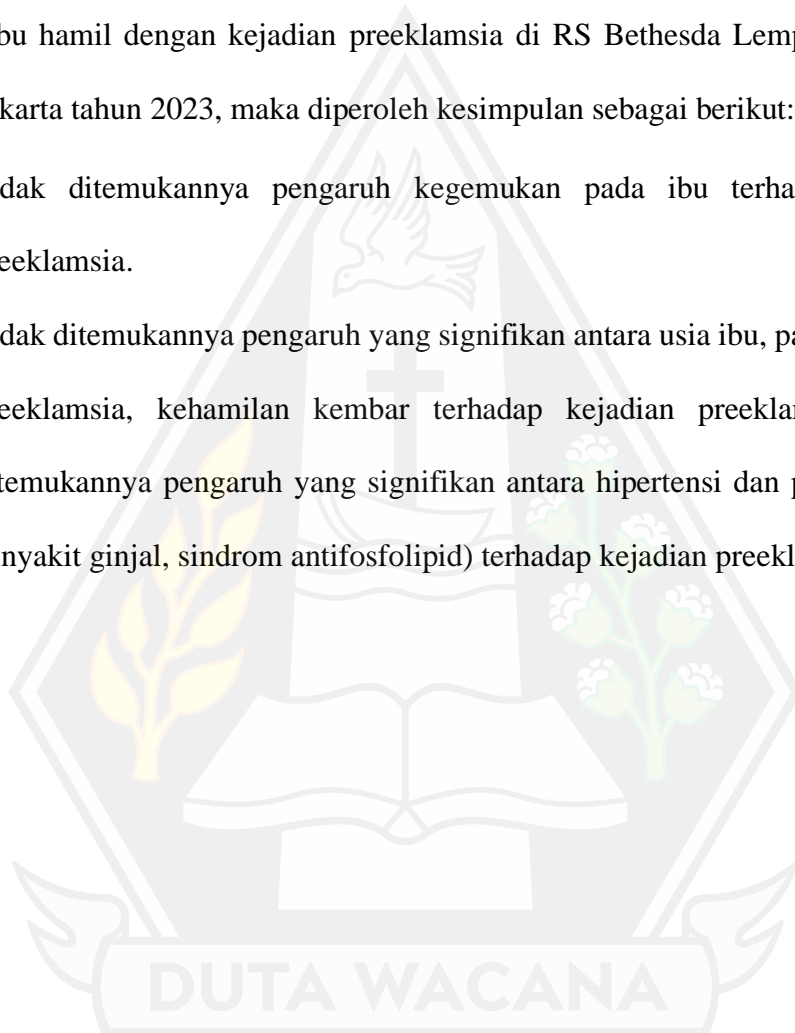 bu hamil dengan kejadian preeklamsia di RS Bethesda Lemp
karta tahun 2023, maka diperoleh kesimpulan sebagai berikut:
dak ditemukannya pengaruh kegemukan pada ibu terha
eeklamsia.
dak ditemukannya pengaruh yang signifikan antara usia ibu, pa
eeklamsia, kehamilan kembar terhadap kejadian preekla
temukannya pengaruh yang signifikan antara hipertensi dan p
nyakit ginjal, sindrom antifosfolipid) terhadap kejadian preekl
DUTA WACANA